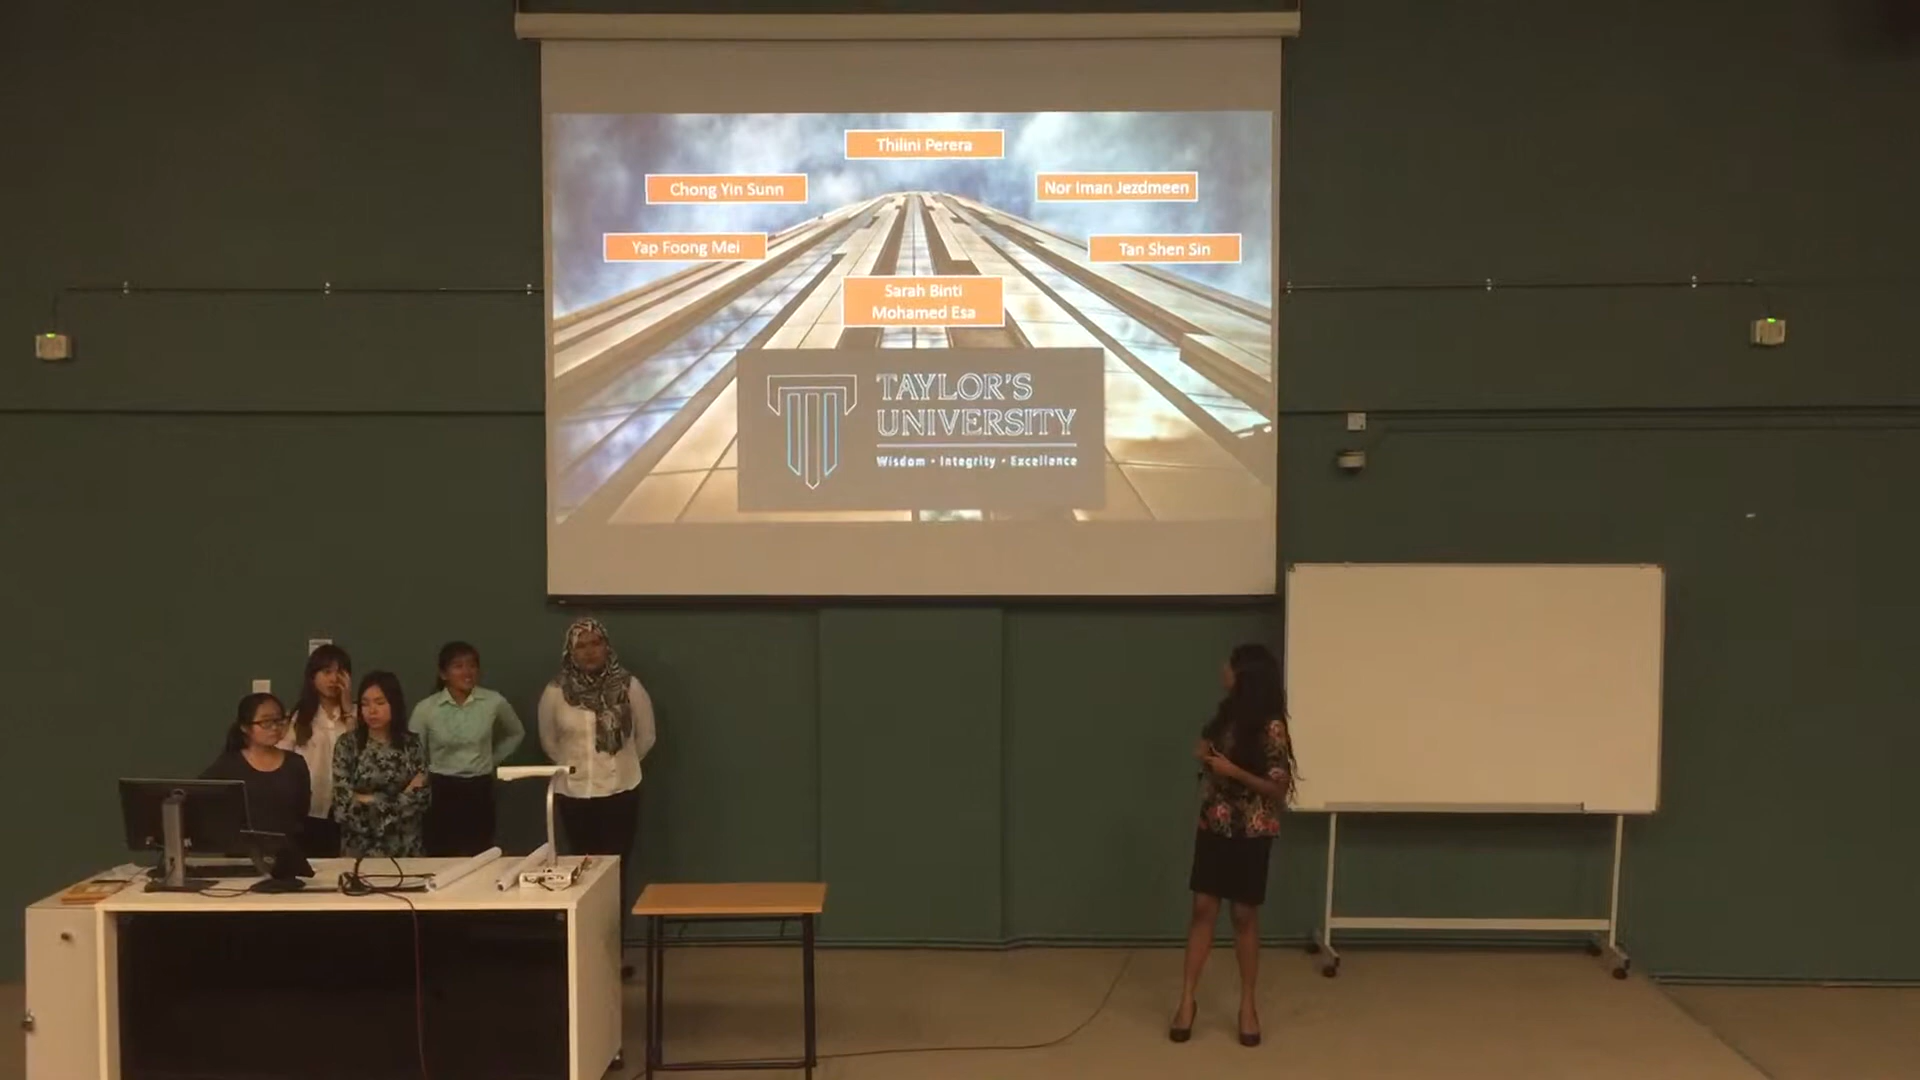 Thilini Perera
Chong Yin Sunn
Nor Iman Jezdmeen
Yap Foong Mei
Tan Shen Sin
Sarah Binti
Mohamed Esa
TAYLOR'S
UNIVERSITY
Wisdom · Integrity · Excellence